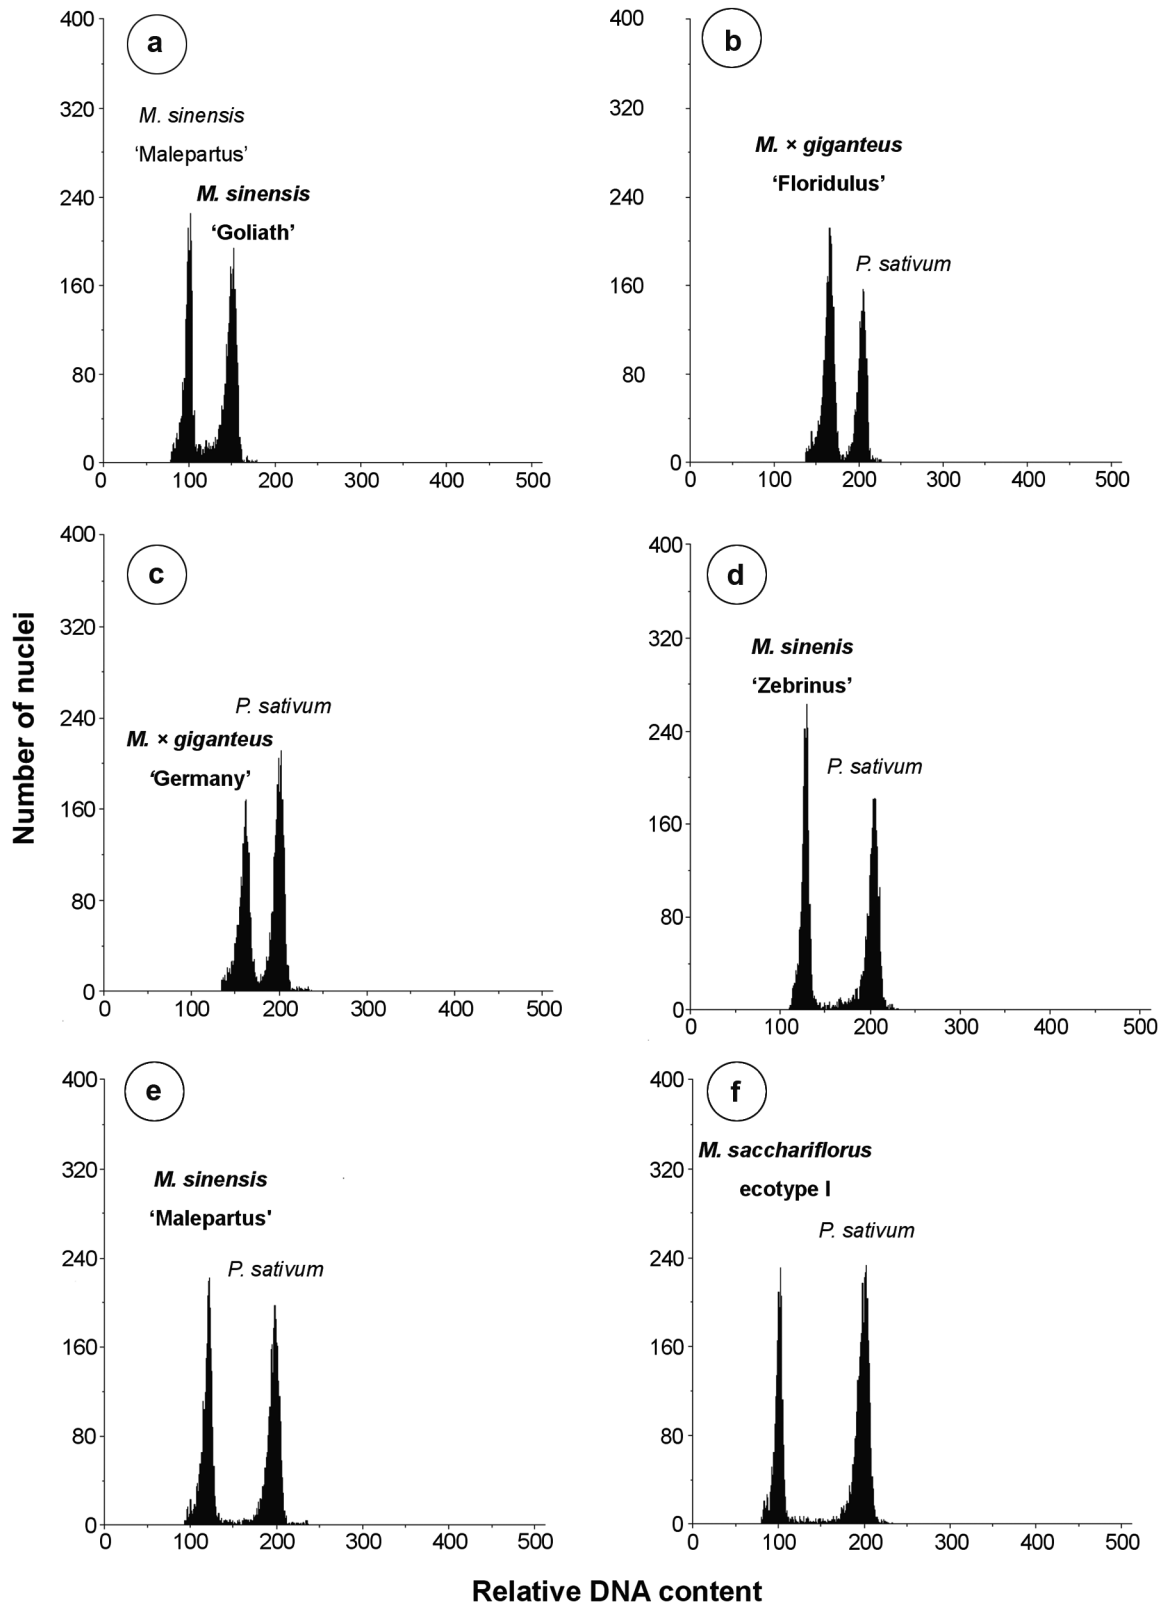 a
400
320
240
160
80
0
M. sinensis
‘Malepartus’
M. sinensis
‘Goliath’
0 100 200 300 400 500
b
400
320
240
160
80
0
M. × giganteus
‘Floridulus’
P. sativum
0 100 200 300 400 500
Number of nuclei
c
400
320
240
160
80
0
P. sativum
M. × giganteus
‘Germany’
0 100 200 300 400 500
d
400
320
240
160
80
0
M. sinenis
‘Zebrinus’
P. sativum
0 100 200 300 400 500
e
400
320
240
160
80
0
M. sinensis
‘Malepartus'
P. sativum
0 100 200 300 400 500
f
400
320
240
160
80
0
M. sacchariflorus
ecotype I
P. sativum
0 100 200 300 400 500
Relative DNA content